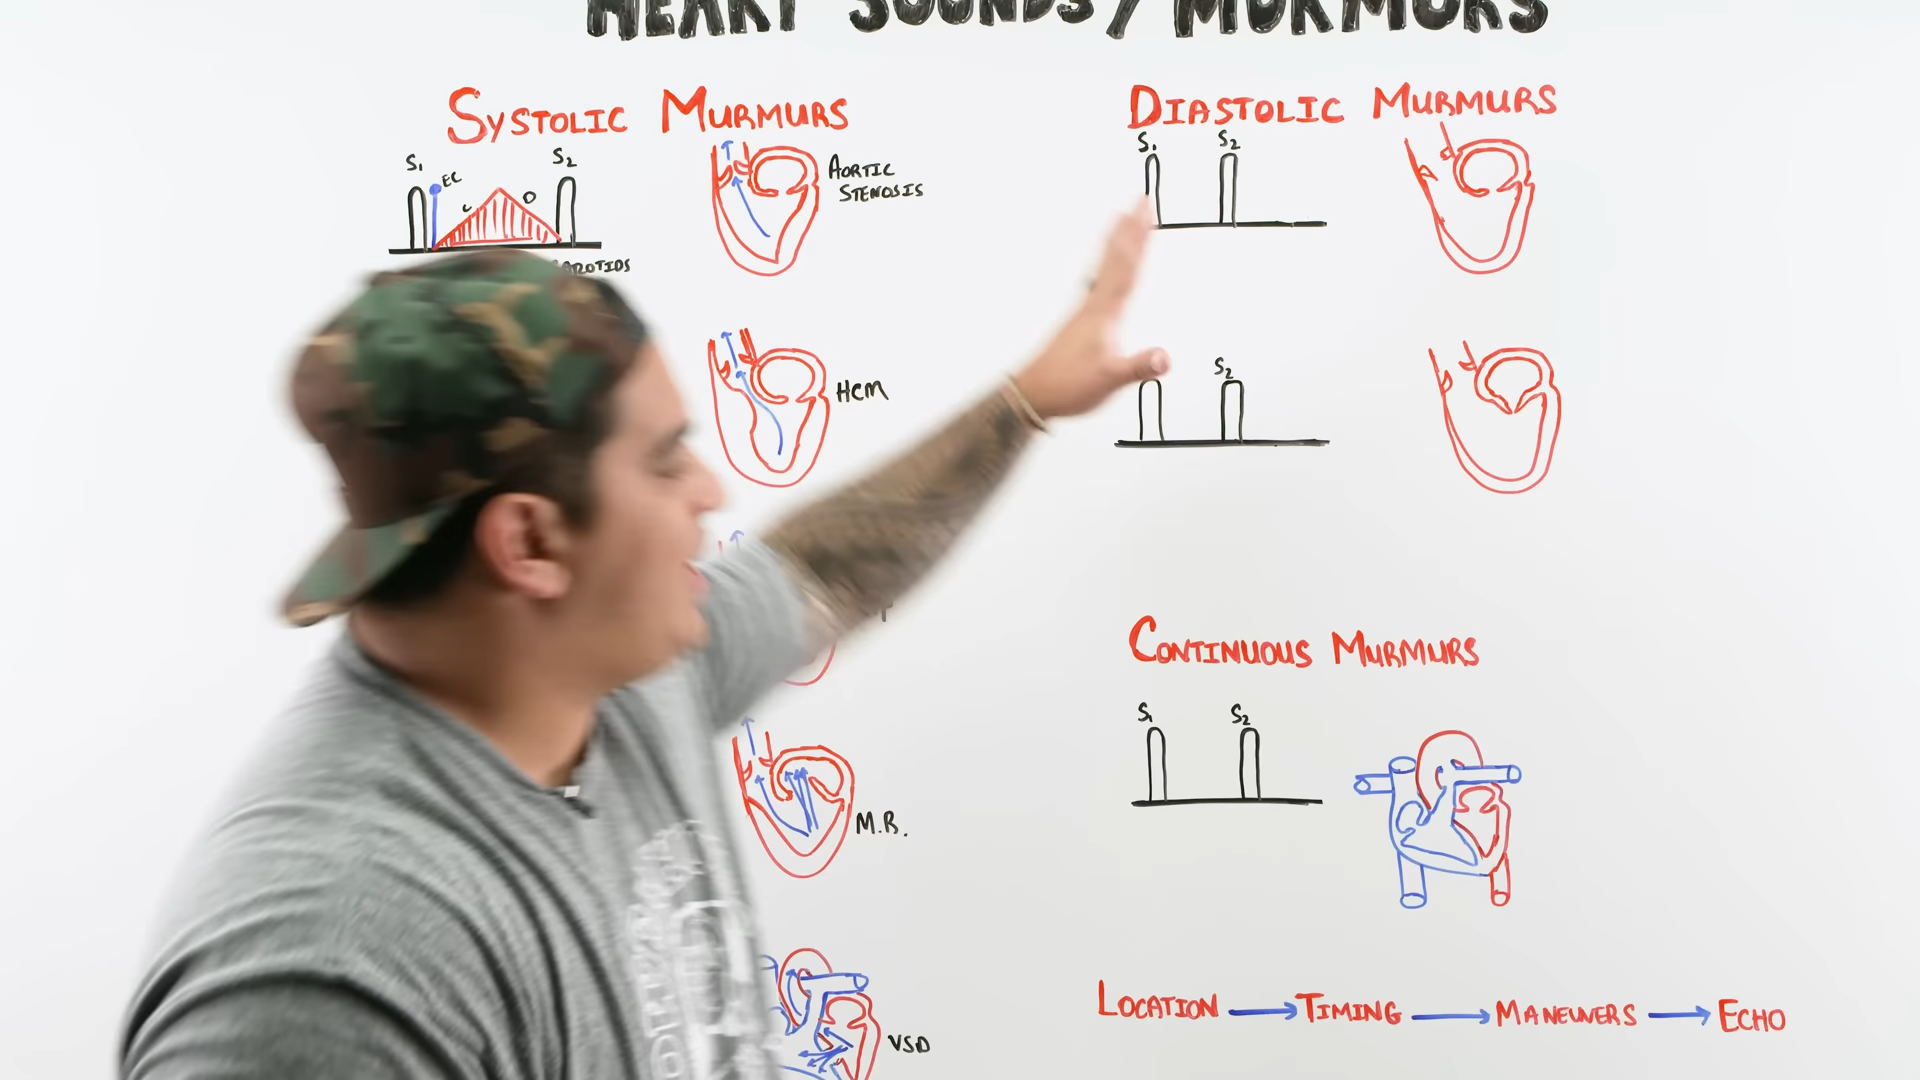 HEART SOUNDS / MURMURS
SYSTOLIC MURMURS
S1 EC C D S2
CAROTIDS
AORTIC
STENOSIS
HCM
M.R.
VSD
DIASTOLIC MURMURS
S1 S2
S2
CONTINUOUS MURMURS
S1 S2
LOCATION → TIMING → MANEUVERS → ECHO